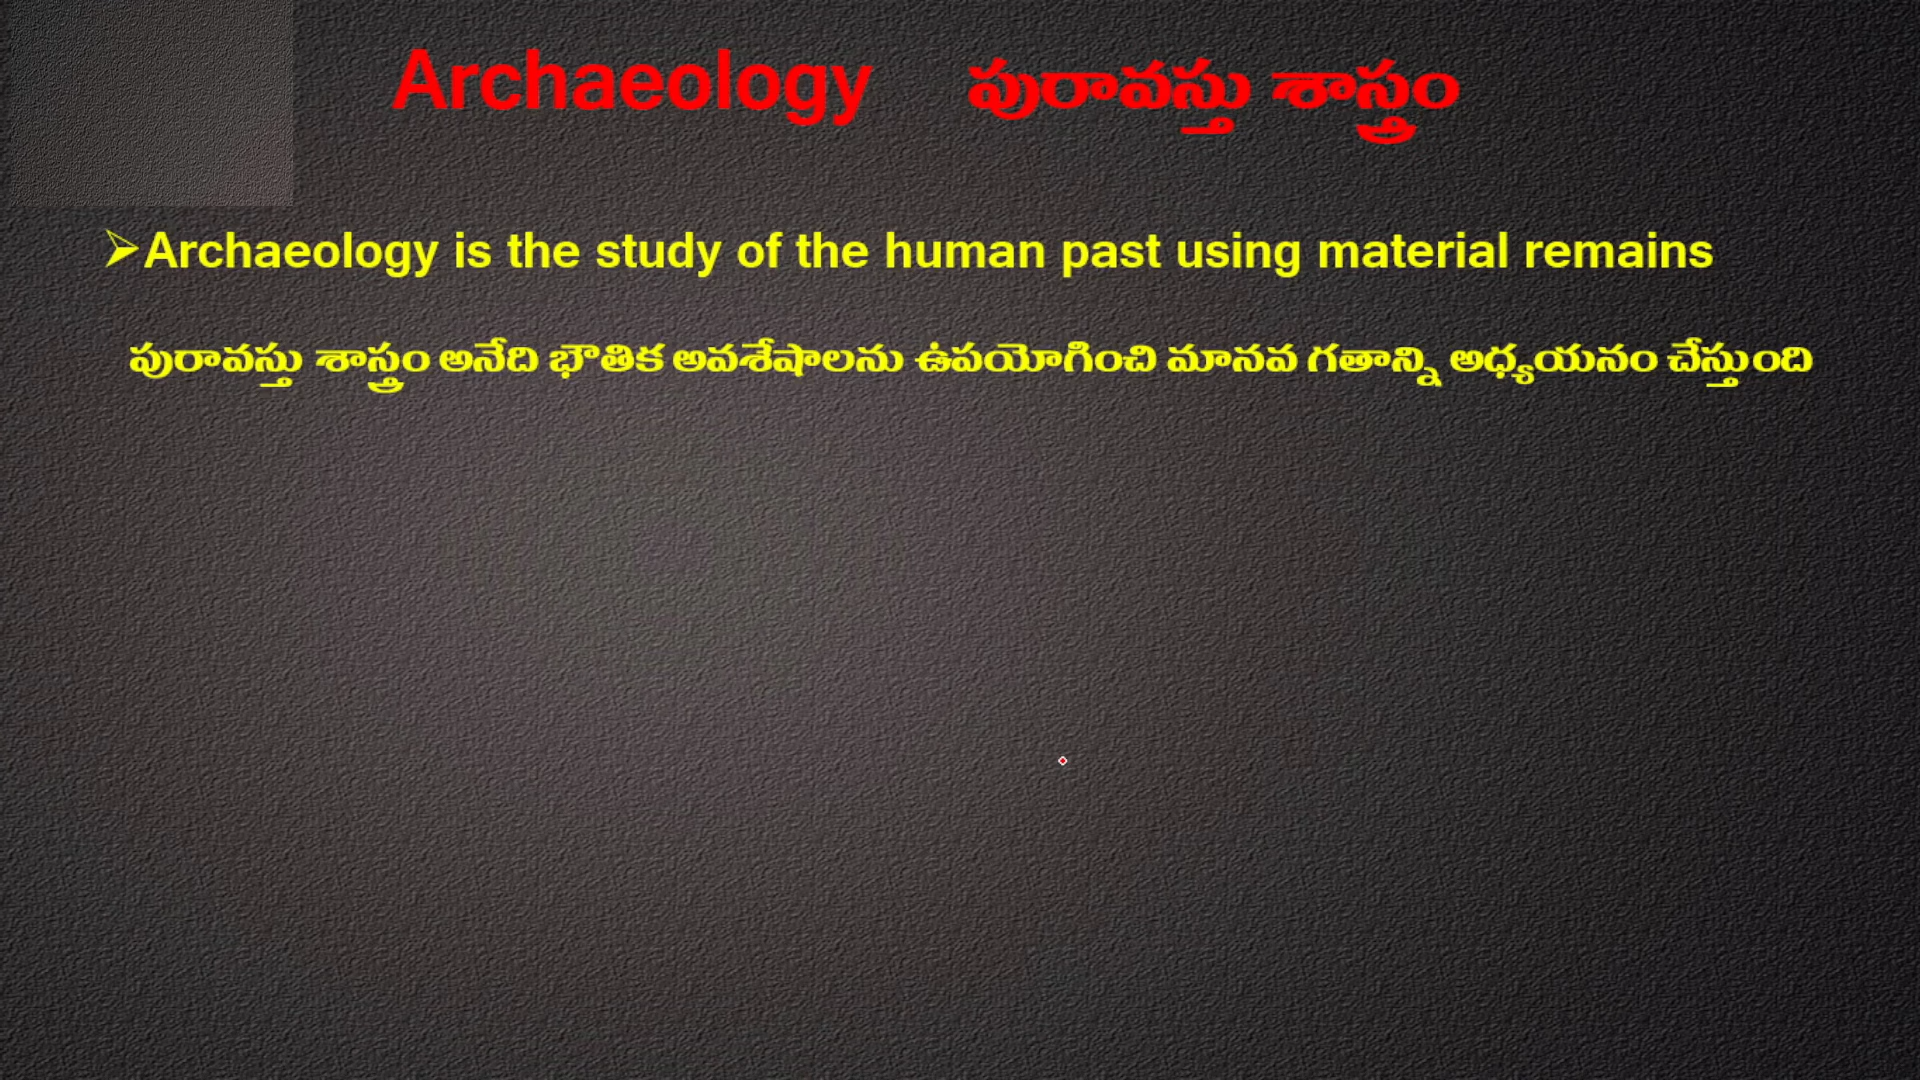 Archaeology పురావస్తు శాస్త్రం
➢Archaeology is the study of the human past using material remains
పురావస్తు శాస్త్రం అనేది భౌతిక అవశేషాలను ఉపయోగించి మానవ గతాన్ని అధ్యయనం చేస్తుంది